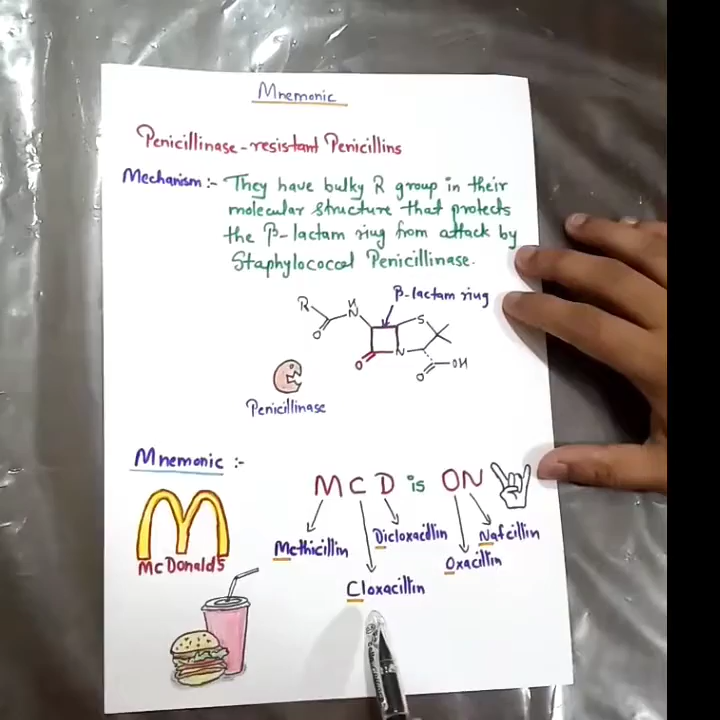 Mnemonic
Penicillinase-resistant Penicillins
Mechanism:- They have bulky R group in their
molecular structure that protects
the β-lactam ring from attack by
Staphylococcal Penicillinase.
β-lactam ring
R
H
N
S
O
O
N
O
OH
Penicillinase
Mnemonic :-
MCD is ON
McDonald's
Methicillin
Dicloxacillin
Nafcillin
Oxacillin
Cloxacillin